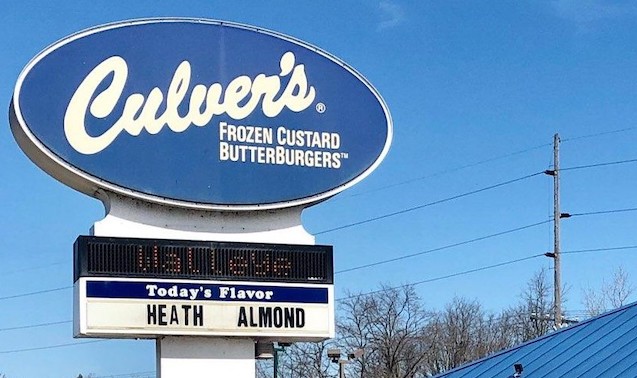 Culver's®
FROZEN CUSTARD
BUTTERBURGERS™
Today's Flavor
HEATH ALMOND